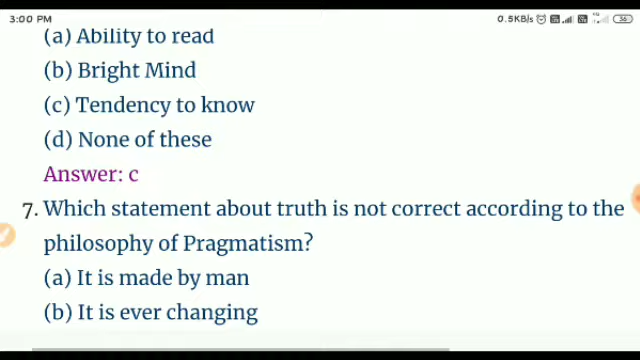 3:00 PM 0.5KB/s 36
(a) Ability to read
(b) Bright Mind
(c) Tendency to know
(d) None of these
Answer: c
7. Which statement about truth is not correct according to the
philosophy of Pragmatism?
(a) It is made by man
(b) It is ever changing